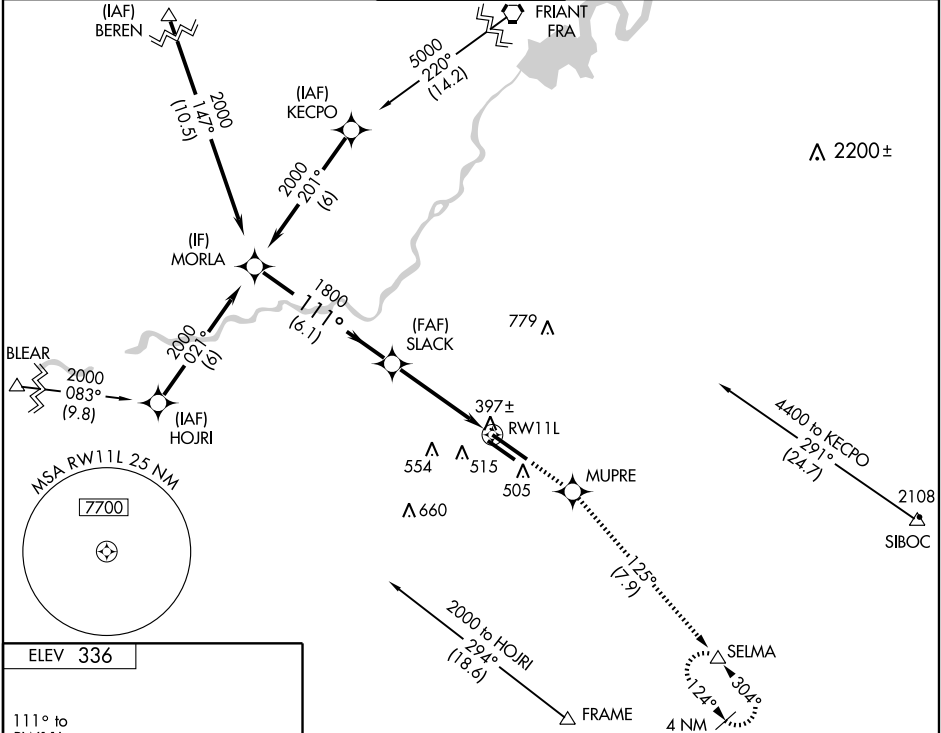 (IAF)
BEREN
FRIANT
FRA
5000
220°
(14.2)
(IAF)
KECPO
2000
147°
(10.5)
2000
201°
(6)
2200±
(IF)
MORLA
1800
111°
(6.1)
(FAF)
SLACK
779
2000
021°
(6)
BLEAR
2000
083°
(9.8)
(IAF)
HOJRI
397±
RW11L
554
515
505
MUPRE
660
4400 to KECPO
291°
(24.7)
2108
SIBOC
MSA RW11L 25 NM
7700
125°
(7.9)
2000 to HOJRI
294°
(18.6)
SELMA
304°
124°
4 NM
FRAME
ELEV 336
111° to